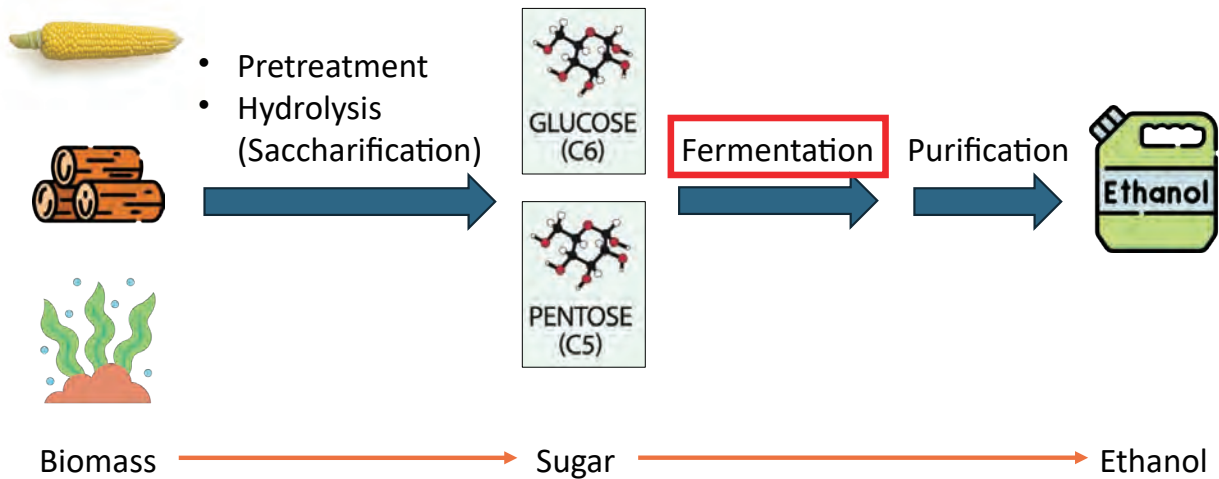 • Pretreatment
• Hydrolysis
(Saccharification)
GLUCOSE
(C6)
PENTOSE
(C5)
Fermentation
Purification
Ethanol
Biomass
Sugar
Ethanol